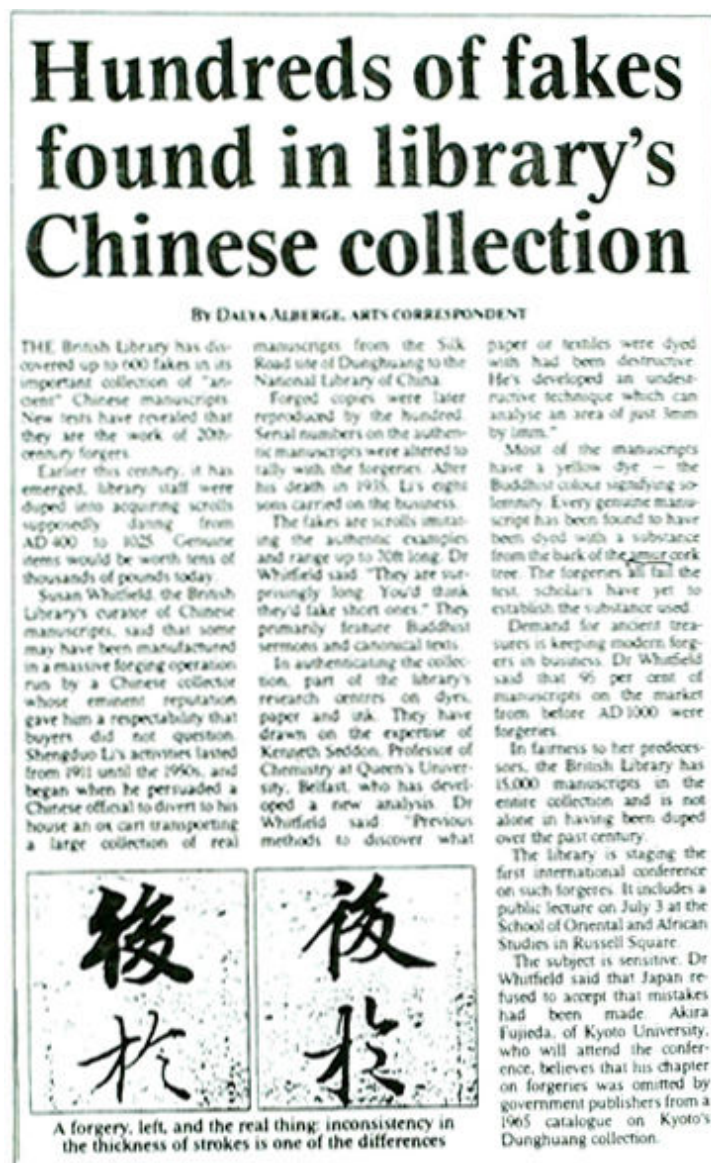 Hundreds of fakes
found in library's
Chinese collection
BY DALYA ALBERGE, ARTS CORRESPONDENT
THE British Library has dis-
covered up to 600 fakes in its
important collection of "an-
cient" Chinese manuscripts.
New tests have revealed that
they are the work of 20th-
century forgers.
Earlier this century, it has
emerged, library staff were
duped into acquiring scrolls
supposedly dating from
AD 400 to 1025. Genuine
items would be worth tens of
thousands of pounds today.
Susan Whitfield, the British
Library's curator of Chinese
manuscripts, said that some
may have been manufactured
in a massive forging operation
run by a Chinese collector
whose eminent reputation
gave him a respectability that
buyers did not question.
Shengduo Li's activities lasted
from 1911 until the 1950s, and
began when he persuaded a
Chinese official to divert to his
house an ox cart transporting
a large collection of real
manuscripts from the Silk
Road site of Dunghuang to the
National Library of China.
Forged copies were later
reproduced by the hundred.
Serial numbers on the authen-
tic manuscripts were altered to
tally with the forgeries. After
his death in 1935, Li's eight
sons carried on the business.
The fakes are scrolls imitat-
ing the authentic examples
and range up to 20ft long. Dr
Whitfield said: "They are sur-
prisingly long. You'd think
they'd fake short ones." They
primarily feature Buddhist
sermons and canonical texts.
In authenticating the collec-
tion, part of the library's
research centres on dyes,
paper and ink. They have
drawn on the expertise of
Kenneth Seddon, Professor of
Chemistry at Queen's Univer-
sity, Belfast, who has devel-
oped a new analysis. Dr
Whitfield said: "Previous
methods to discover what
paper or textiles were dyed
with had been destructive.
He's developed an undest-
ructive technique which can
analyse an area of just 3mm
by 1mm."
Most of the manuscripts
have a yellow dye — the
Buddhist colour signifying so-
lemnity. Every genuine manu-
script has been found to have
been dyed with a substance
from the bark of the amur cork
tree. The forgeries all fail the
test, scholars have yet to
establish the substance used.
Demand for ancient trea-
sures is keeping modern forg-
ers in business. Dr Whitfield
said that 95 per cent of
manuscripts on the market
from before AD 1000 were
forgeries.
In fairness to her predeces-
sors, the British Library has
15,000 manuscripts in the
entire collection and is not
alone in having been duped
over the past century.
The library is staging the
first international conference
on such forgeres. It includes a
public lecture on July 3 at the
School of Oriental and African
Studies in Russell Square.
The subject is sensitive. Dr
Whitfield said that Japan re-
fused to accept that mistakes
had been made. Akira
Fujieda, of Kyoto University,
who will attend the confer-
ence, believes that his chapter
on forgeries was omitted by
government publishers from a
1965 catalogue on Kyoto's
Dunghuang collection.
後
於
後
於
A forgery, left, and the real thing: inconsistency in
the thickness of strokes is one of the differences